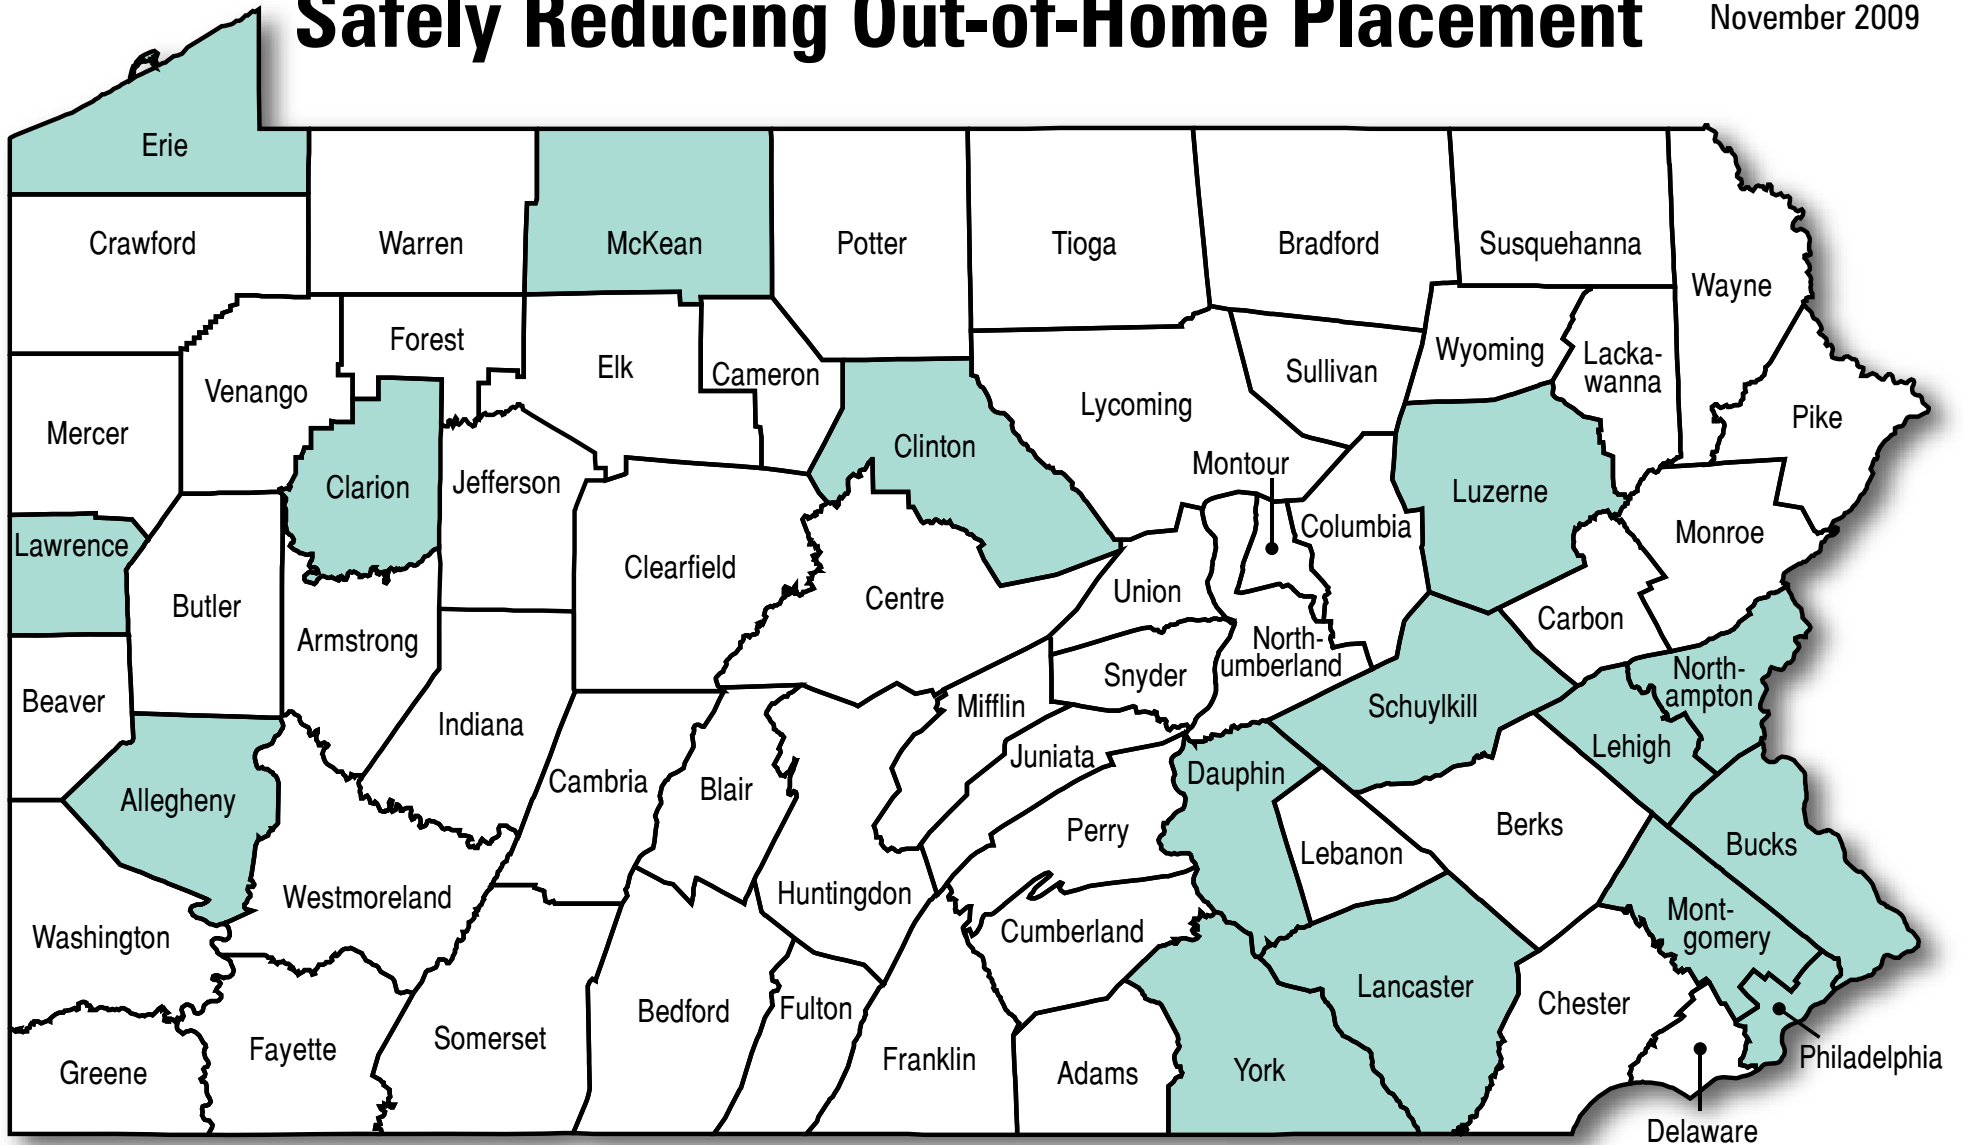 Safely Reducing Out-of-Home Placement
November 2009
Erie
Crawford
Warren
McKean
Potter
Tioga
Bradford
Susquehanna
Wayne
Forest
Elk
Cameron
Venango
Mercer
Clarion
Jefferson
Clinton
Lycoming
Sullivan
Wyoming
Lacka-
wanna
Pike
Montour
Columbia
Luzerne
Monroe
Lawrence
Butler
Armstrong
Clearfield
Centre
Union
Snyder
North-
umberland
Carbon
Beaver
Indiana
Mifflin
Juniata
Schuylkill
North-
ampton
Lehigh
Allegheny
Cambria
Blair
Dauphin
Perry
Lebanon
Berks
Bucks
Westmoreland
Huntingdon
Cumberland
Mont-
gomery
Washington
Lancaster
Chester
Greene
Fayette
Somerset
Bedford
Fulton
Franklin
Adams
York
Philadelphia
Delaware